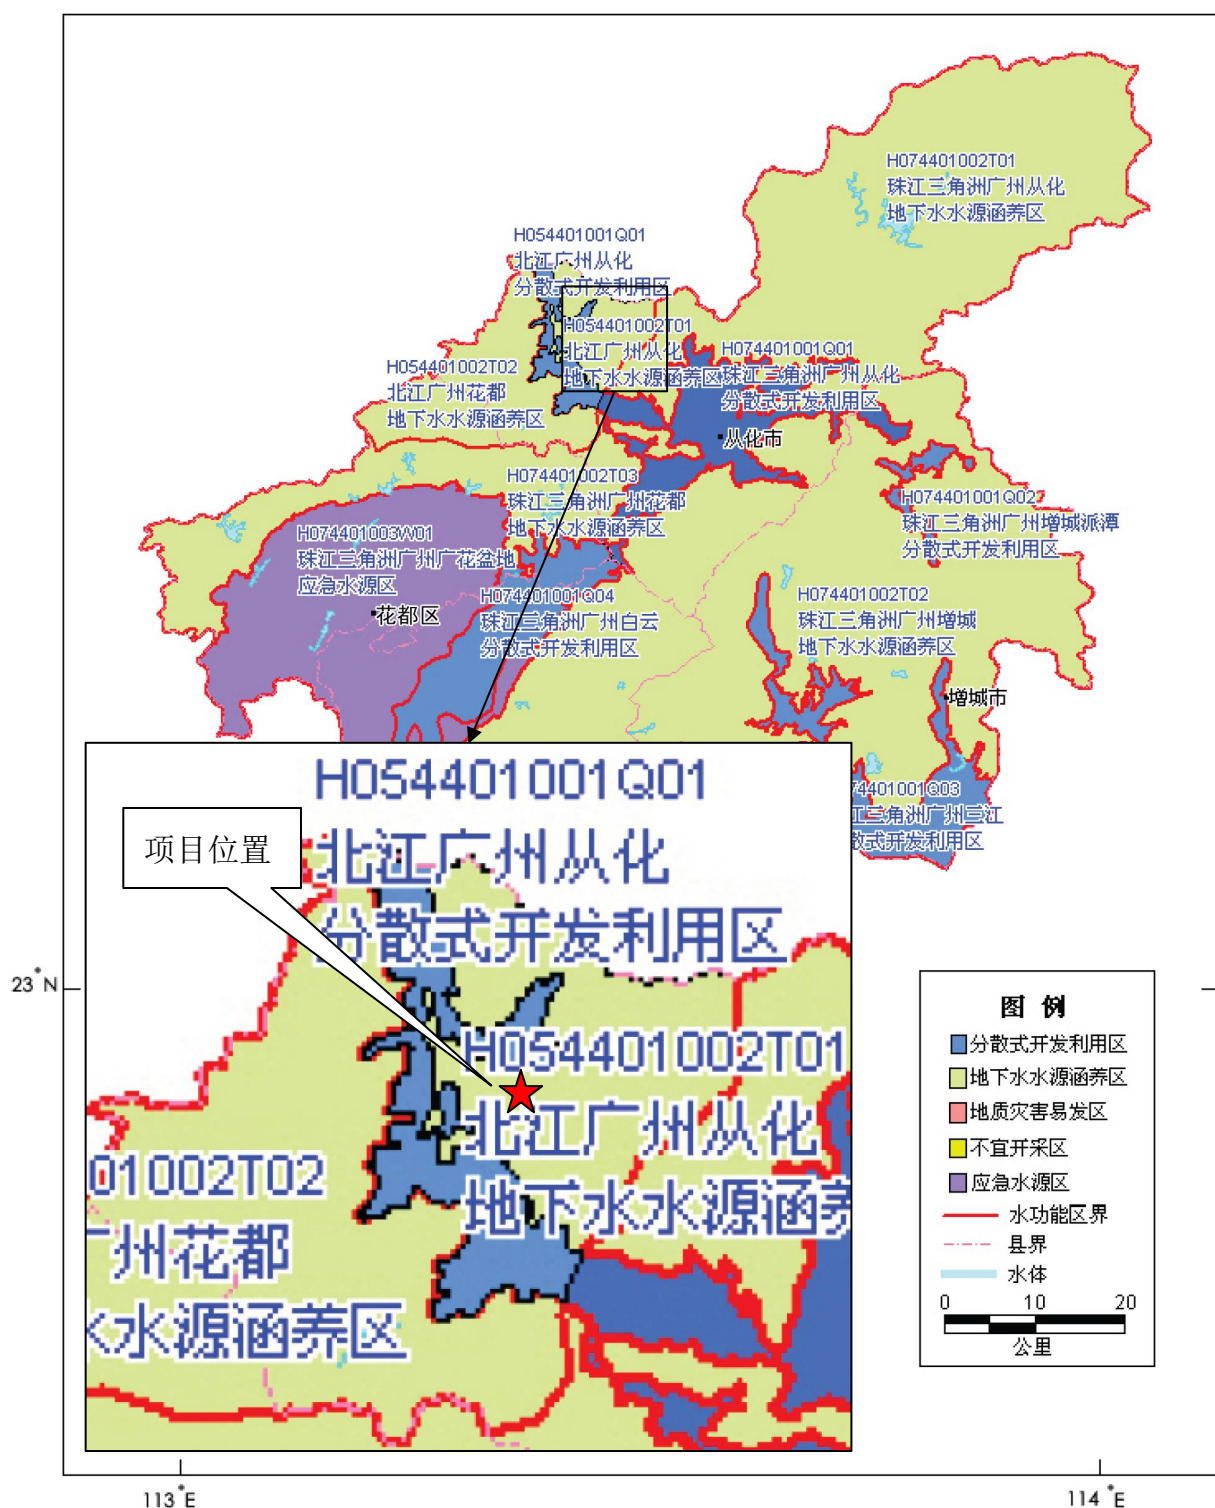 H074401002T01
珠江三角洲广州从化
地下水水源涵养区
H054401001Q01
北江广州从化
分散式开发利用区
H054401002T01
北江广州从化
地下水水源涵养区
H074401001Q01
珠江三角洲广州从化
分散式开发利用区
H054401002T02
北江广州花都
地下水水源涵养区
从化市
H074401002T03
珠江三角洲广州花都
地下水水源涵养区
H074401001Q02
珠江三角洲广州增城派潭
分散式开发利用区
H074401003W01
珠江三角洲广州广花盆地
应急水源区
花都区
H074401001Q04
珠江三角洲广州白云
分散式开发利用区
H074401002T02
珠江三角洲广州增城
地下水水源涵养区
增城市
74401001Q03
江三角洲广州三江
散式开发利用区
H054401001Q01
北江广州从化
分散式开发利用区
项目位置
H054401002T01
北江广州从化
地下水水源涵养
01002T02
广州花都
水源涵养区
23°N
图 例
分散式开发利用区
地下水水源涵养区
地质灾害易发区
不宜开采区
应急水源区
水功能区界
县界
水体
0 10 20
公里
113°E
114°E